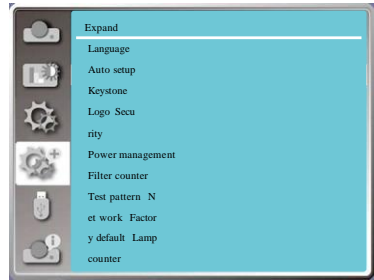 Expand
Language
Auto setup
Keystone
Logo Secu
rity
Power management
Filter counter
Test pattern N
et work Factor
y default Lamp
counter